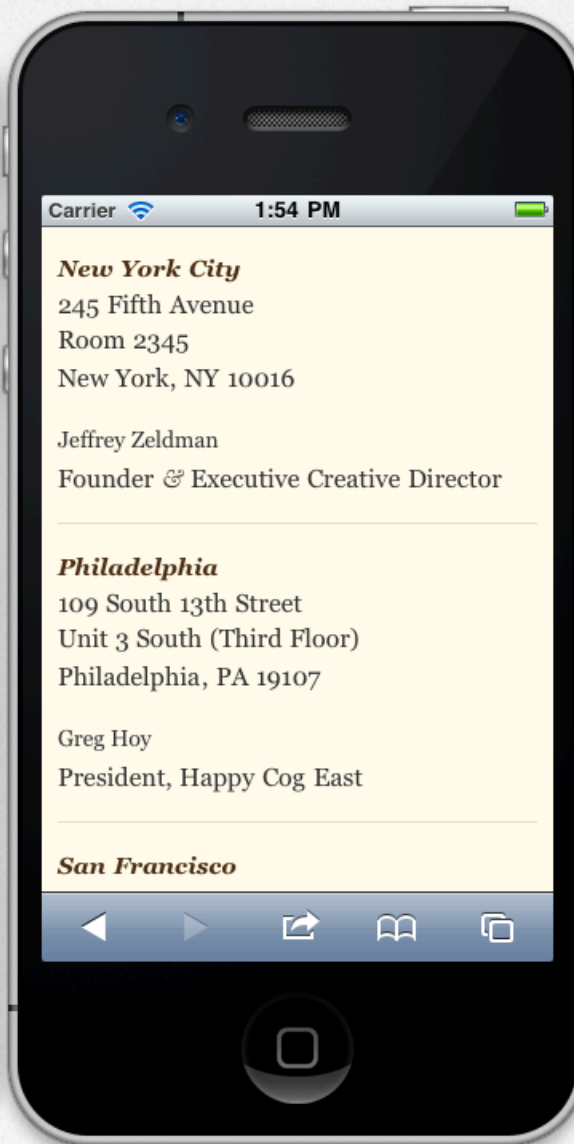 Carrier 1:54 PM
New York City
245 Fifth Avenue
Room 2345
New York, NY 10016
Jeffrey Zeldman
Founder & Executive Creative Director
Philadelphia
109 South 13th Street
Unit 3 South (Third Floor)
Philadelphia, PA 19107
Greg Hoy
President, Happy Cog East
San Francisco